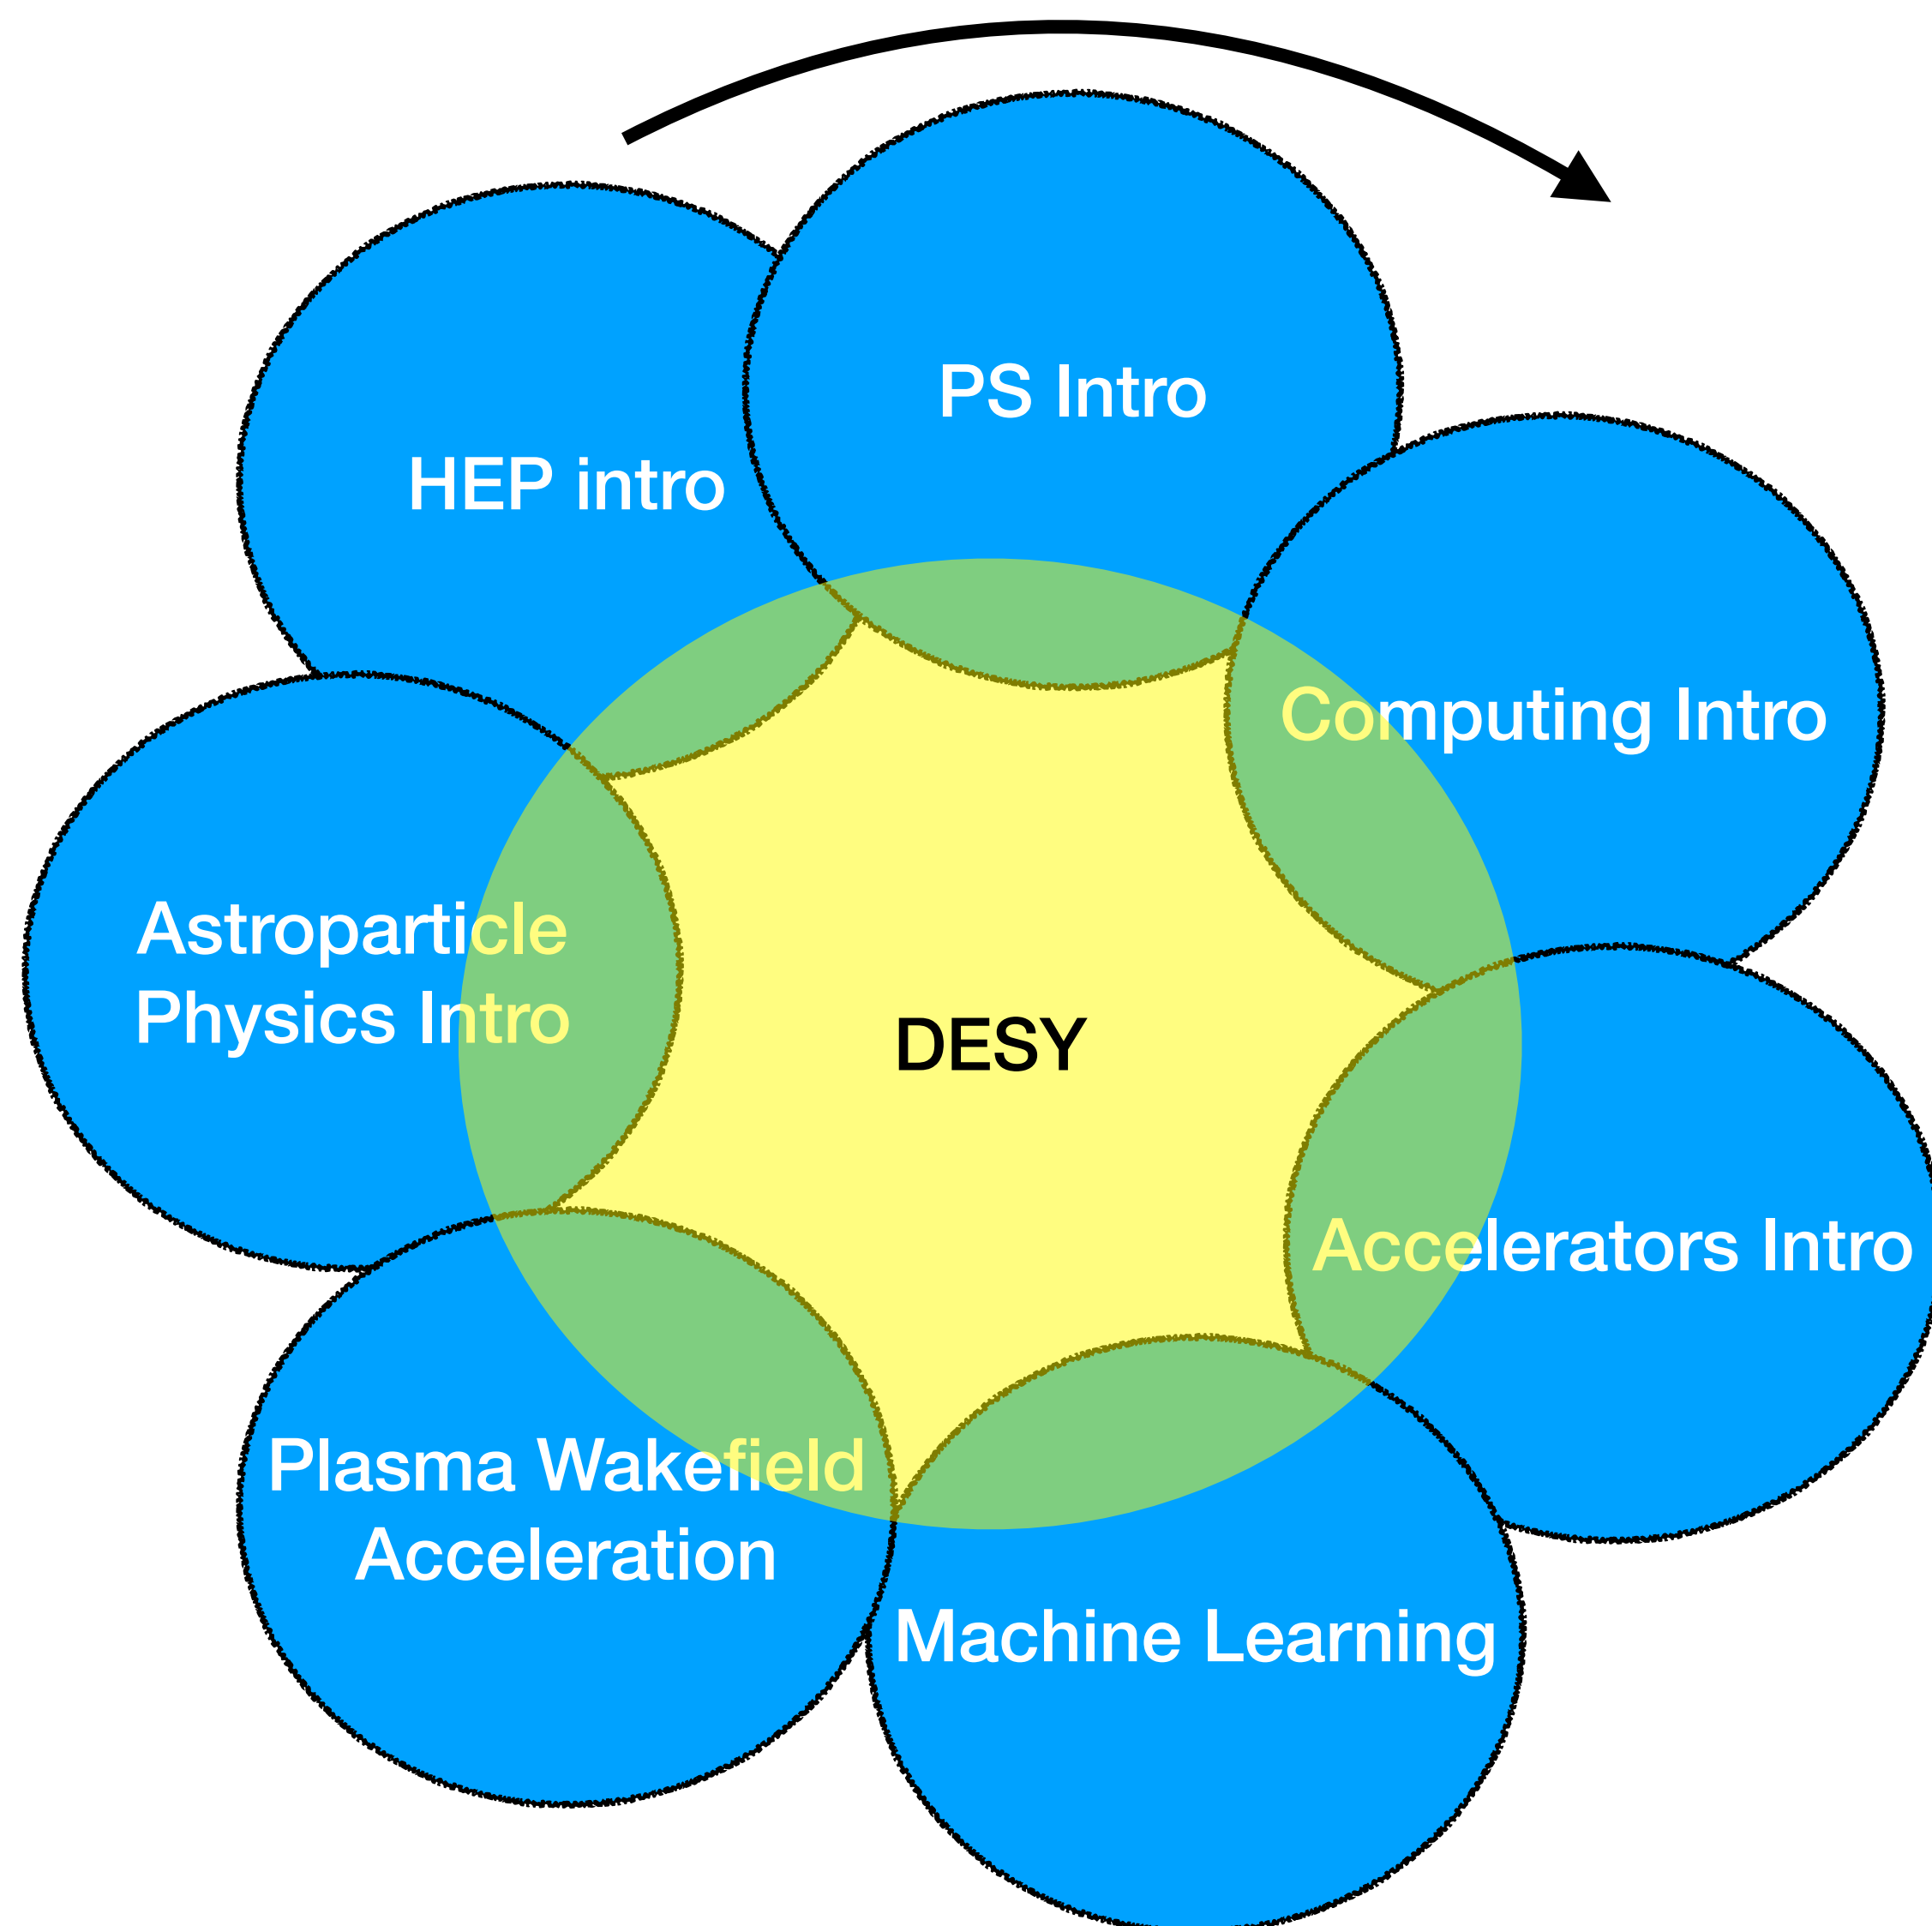 PS Intro
HEP intro
Computing Intro
Astroparticle
Physics Intro
DESY
Accelerators Intro
Plasma Wakefield
Acceleration
Machine Learning